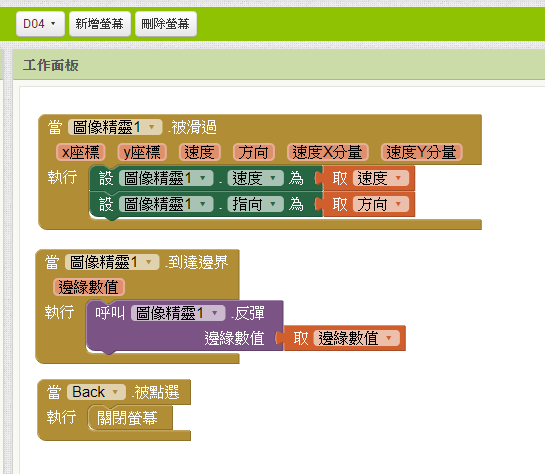 D04 新增螢幕 刪除螢幕
工作面板
當 圖像精靈1 .被滑過
x座標 y座標 速度 方向 速度X分量 速度Y分量
執行 設 圖像精靈1 . 速度 為 取 速度
設 圖像精靈1 . 指向 為 取 方向
當 圖像精靈1 .到達邊界
邊緣數值
執行 呼叫 圖像精靈1 .反彈
邊緣數值 取 邊緣數值
當 Back .被點選
執行 關閉螢幕